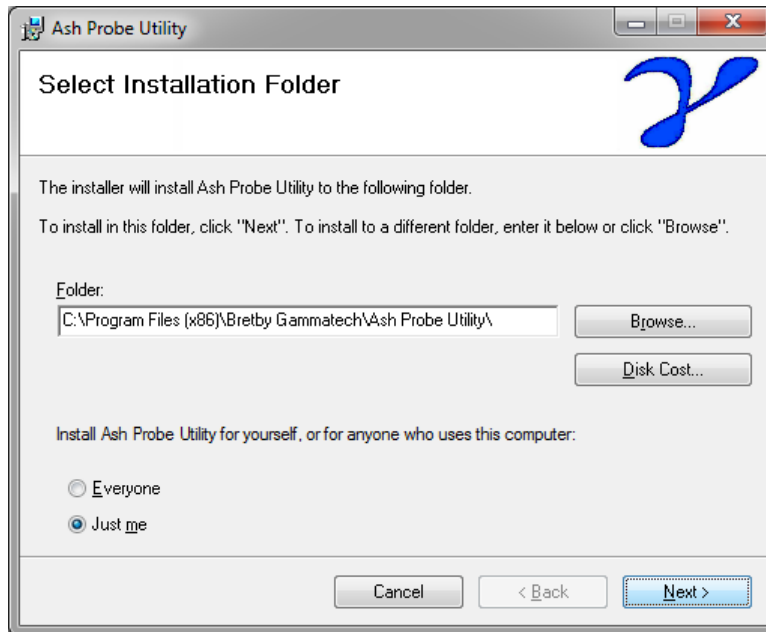 Ash Probe Utility
Select Installation Folder
The installer will install Ash Probe Utility to the following folder.
To install in this folder, click "Next". To install to a different folder, enter it below or click "Browse".
Folder:
C:\Program Files (x86)\Bretby Gammatech\Ash Probe Utility\
Browse...
Disk Cost...
Install Ash Probe Utility for yourself, or for anyone who uses this computer:
Everyone
Just me
Cancel
< Back
Next >